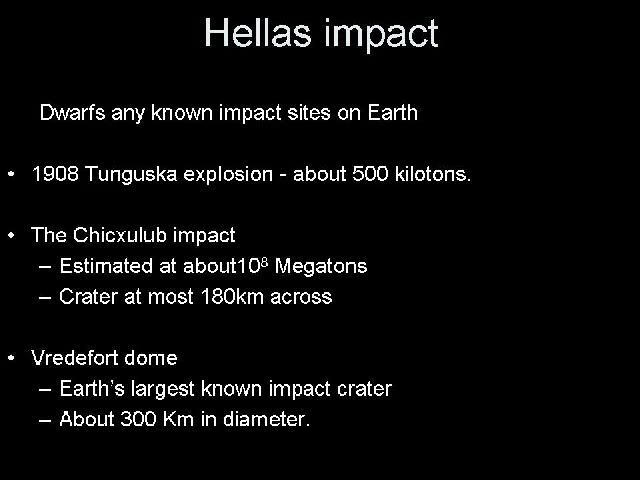 Hellas impact
Dwarfs any known impact sites on Earth
• 1908 Tunguska explosion - about 500 kilotons.
• The Chicxulub impact
– Estimated at about10⁸ Megatons
– Crater at most 180km across
• Vredefort dome
– Earth's largest known impact crater
– About 300 Km in diameter.